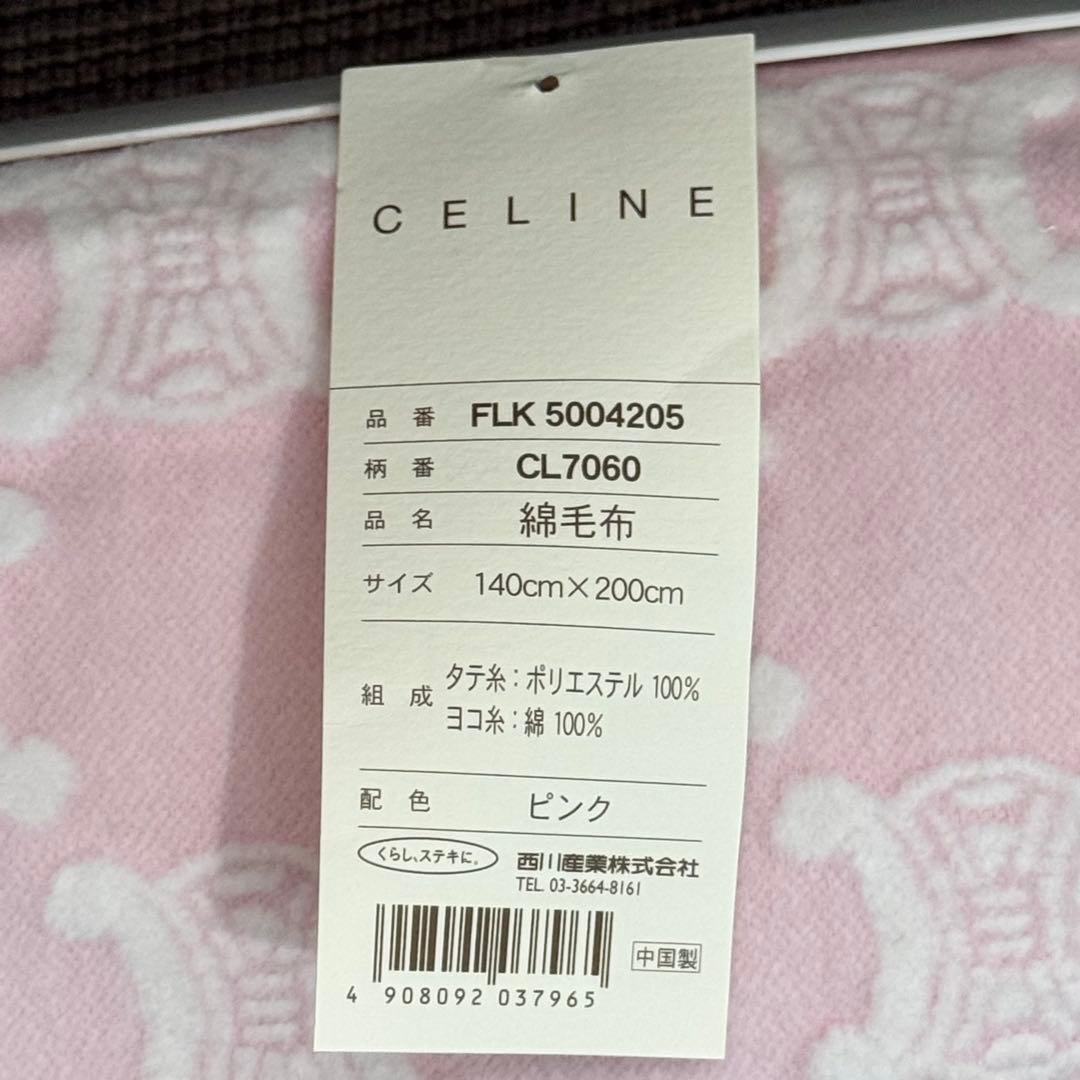 CELINE
品番 FLK 5004205
柄番 CL7060
品名 綿毛布
サイズ 140cm×200cm
組成 タテ糸：ポリエステル 100%
ヨコ糸：綿 100%
配色 ピンク
くらし、ステキに。 西川産業株式会社
TEL. 03-3664-8161
中国製
4 908092 037965